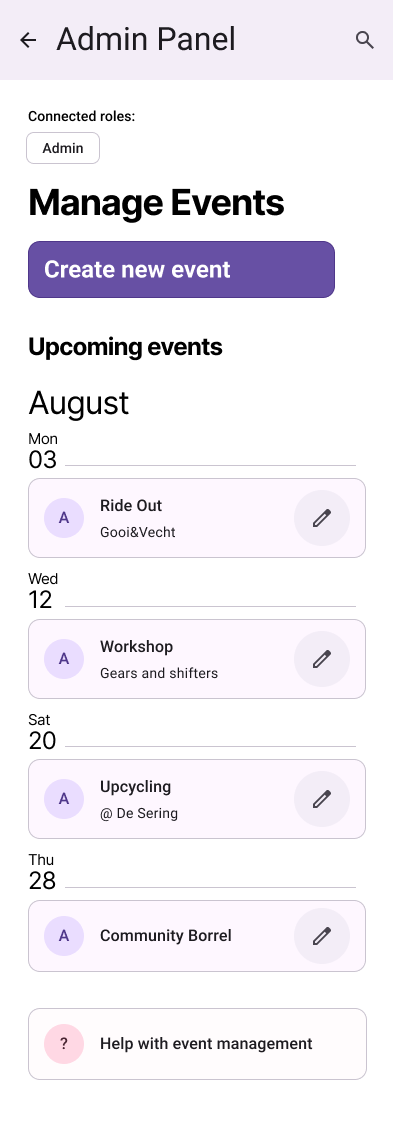 Admin Panel
Connected roles:
Admin
Manage Events
Create new event
Upcoming events
August
Mon
03
A
Ride Out
Gooi&Vecht
Wed
12
A
Workshop
Gears and shifters
Sat
20
A
Upcycling
@ De Sering
Thu
28
A
Community Borrel
?
Help with event management